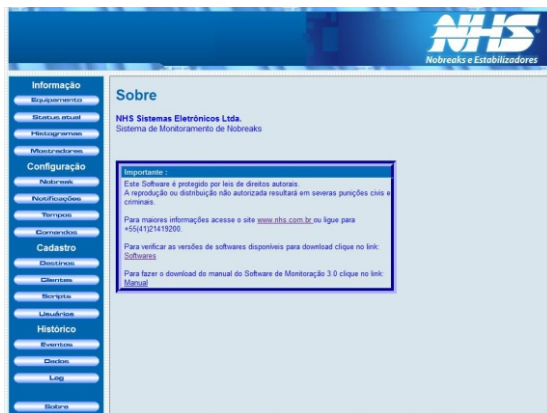 NHS
Nobreaks e Estabilizadores
Informação
Equipamento
Status atual
Histogramas
Mostradores
Configuração
Nobreak
Notificações
Tempos
Comandos
Cadastro
Destinos
Clientes
Scripts
Usuários
Histórico
Eventos
Dados
Log
Sobre
Sobre
NHS Sistemas Eletrônicos Ltda.
Sistema de Monitoramento de Nobreaks
Importante :
Este Software é protegido por leis de direitos autorais.
A reprodução ou distribuição não autorizada resultará em severas punições civis e
criminais.
Para maiores informações acesse o site www.nhs.com.br ou ligue para
+55(41)21419200.
Para verificar as versões de softwares disponíveis para download clique no link:
Softwares
Para fazer o download do manual do Software de Monitoração 3.0 clique no link:
Manual